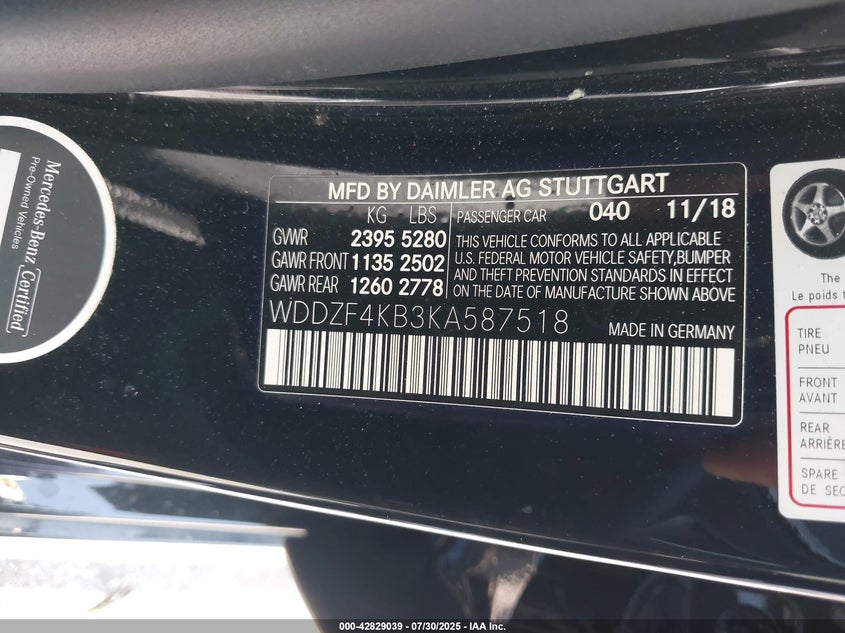 Mercedes-Benz Certified
Pre-Owned Vehicles
MFD BY DAIMLER AG STUTTGART
KG LBS
GVWR 2395 5280
GAWR FRONT 1135 2502
GAWR REAR 1260 2778
PASSENGER CAR 040 11/18
THIS VEHICLE CONFORMS TO ALL APPLICABLE
U.S. FEDERAL MOTOR VEHICLE SAFETY,BUMPER
AND THEFT PREVENTION STANDARDS IN EFFECT
ON THE DATE OF MANUFACTURE SHOWN ABOVE
WDDZF4KB3KA587518
MADE IN GERMANY
The
Le poids
TIRE
PNEU
FRONT
AVANT
REAR
ARRIÈRE
SPARE
DE SEC
000-42829039 - 07/30/2025 - IAA Inc.